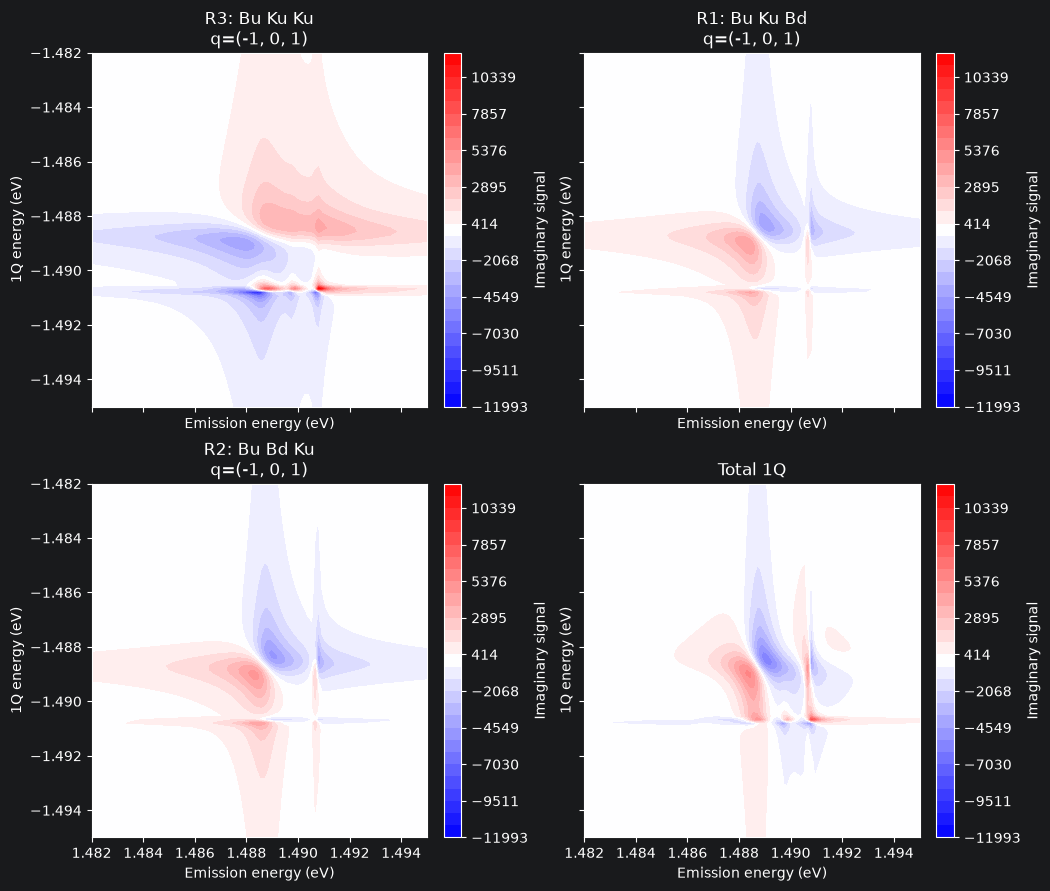 R3: Bu Ku Ku
q=(-1, 0, 1)
−1.482
−1.484
−1.486
−1.488
−1.490
−1.492
−1.494
1Q energy (eV)
Emission energy (eV)
10339
7857
5376
2895
414
−2068
−4549
−7030
−9511
−11993
Imaginary signal
R1: Bu Ku Bd
q=(-1, 0, 1)
1Q energy (eV)
Emission energy (eV)
10339
7857
5376
2895
414
−2068
−4549
−7030
−9511
−11993
Imaginary signal
R2: Bu Bd Ku
q=(-1, 0, 1)
−1.482
−1.484
−1.486
−1.488
−1.490
−1.492
−1.494
1Q energy (eV)
1.482 1.484 1.486 1.488 1.490 1.492 1.494
Emission energy (eV)
10339
7857
5376
2895
414
−2068
−4549
−7030
−9511
−11993
Imaginary signal
Total 1Q
1Q energy (eV)
1.482 1.484 1.486 1.488 1.490 1.492 1.494
Emission energy (eV)
10339
7857
5376
2895
414
−2068
−4549
−7030
−9511
−11993
Imaginary signal